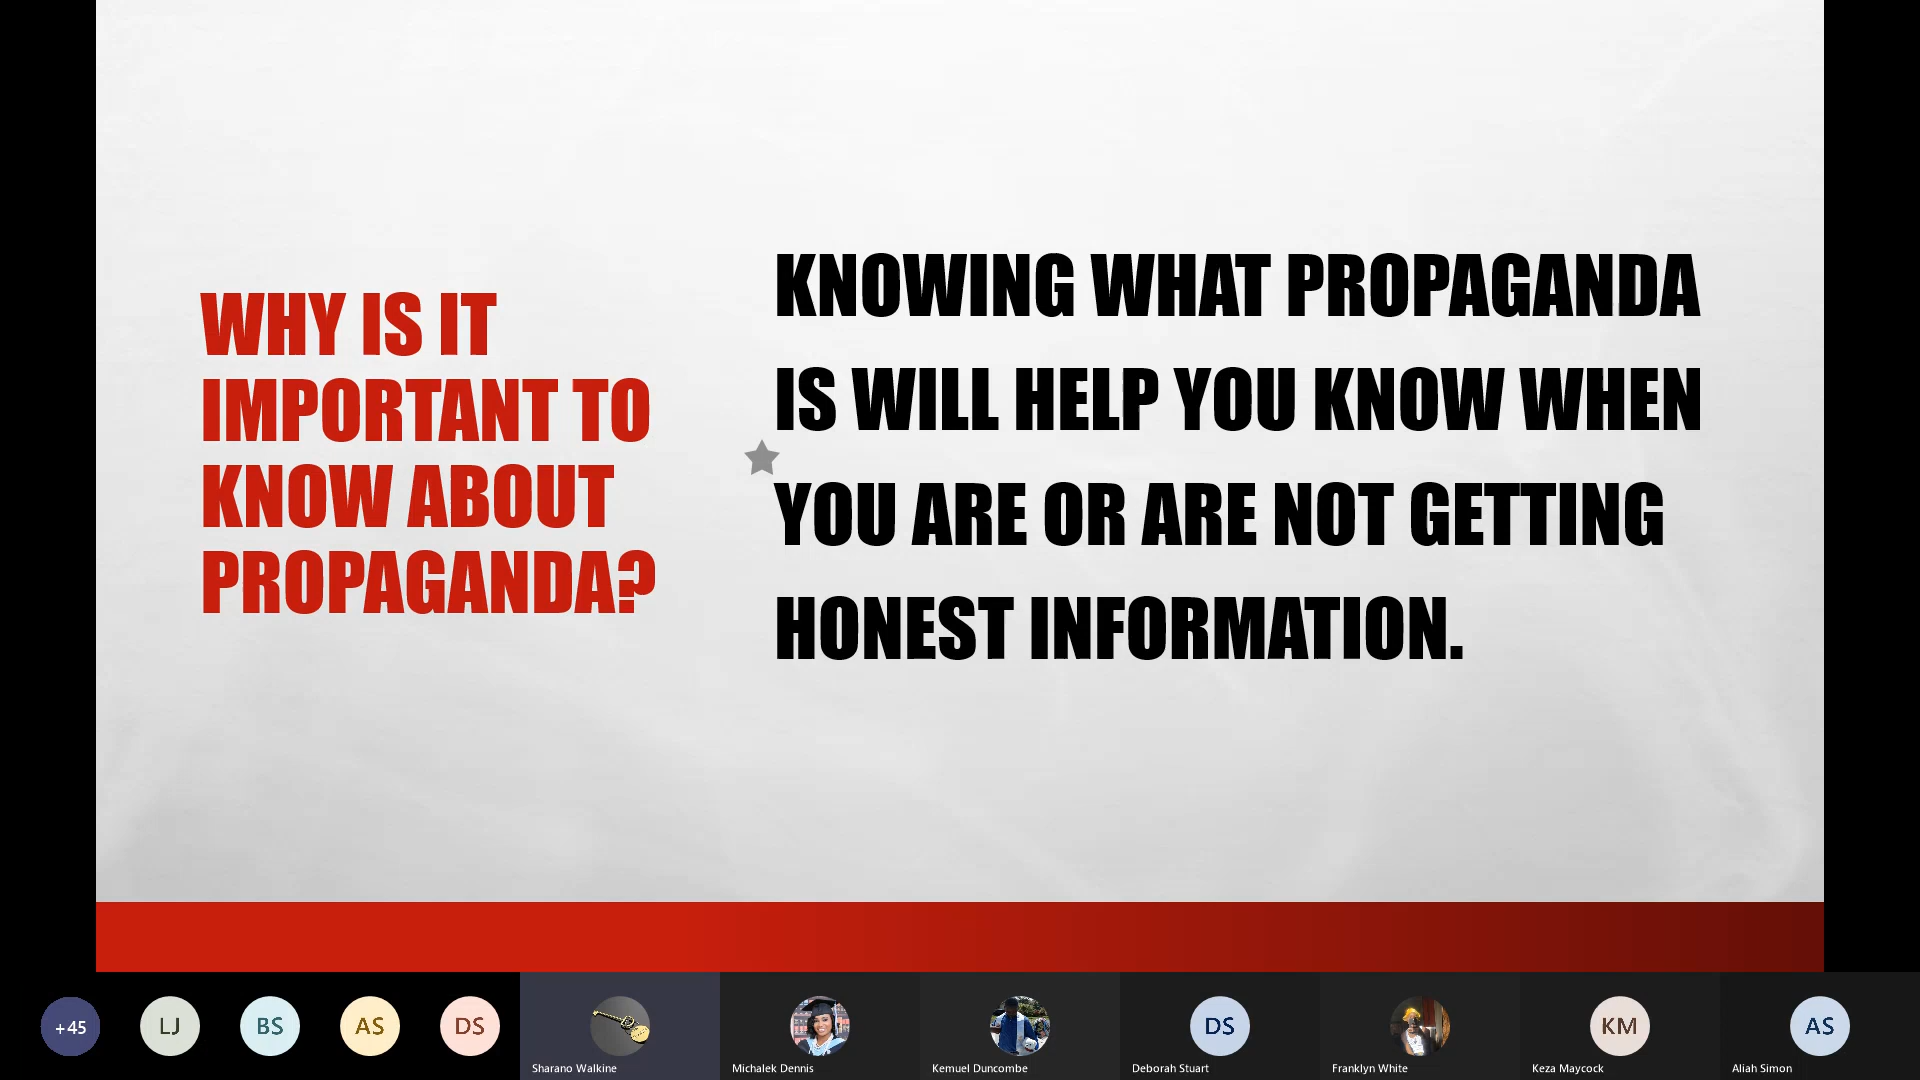 WHY IS IT
IMPORTANT TO
KNOW ABOUT
PROPAGANDA?
KNOWING WHAT PROPAGANDA
IS WILL HELP YOU KNOW WHEN
YOU ARE OR ARE NOT GETTING
HONEST INFORMATION.
+45
LJ
BS
AS
DS
Sharano Walkine
Michalek Dennis
Kemuel Duncombe
DS
Deborah Stuart
Franklyn White
KM
Keza Maycock
AS
Aliah Simon